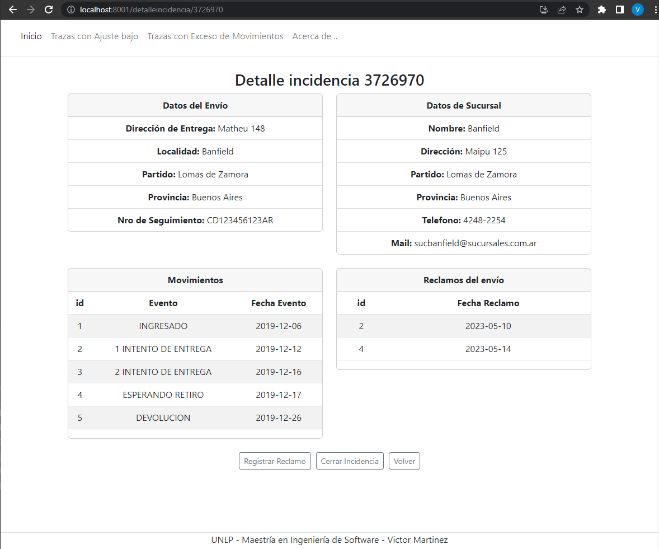 localhost:8001/detalleincidencia/3726970
V
Inicio Trazas con Ajuste bajo Trazas con Exceso de Movimientos Acerca de ..
Detalle incidencia 3726970
Datos del Envío
Dirección de Entrega: Matheu 148
Localidad: Banfield
Partido: Lomas de Zamora
Provincia: Buenos Aires
Nro de Seguimiento: CD123456123AR
Datos de Sucursal
Nombre: Banfield
Dirección: Maipu 125
Partido: Lomas de Zamora
Provincia: Buenos Aires
Telefono: 4248-2254
Mail: sucbanfield@sucursales.com.ar
Movimientos
id Evento Fecha Evento
1 INGRESADO 2019-12-06
2 1 INTENTO DE ENTREGA 2019-12-12
3 2 INTENTO DE ENTREGA 2019-12-16
4 ESPERANDO RETIRO 2019-12-17
5 DEVOLUCION 2019-12-26
Reclamos del envío
id Fecha Reclamo
2 2023-05-10
4 2023-05-14
Registrar Reclamo Cerrar Incidencia Volver
UNLP - Maestría en Ingeniería de Software - Victor Martinez